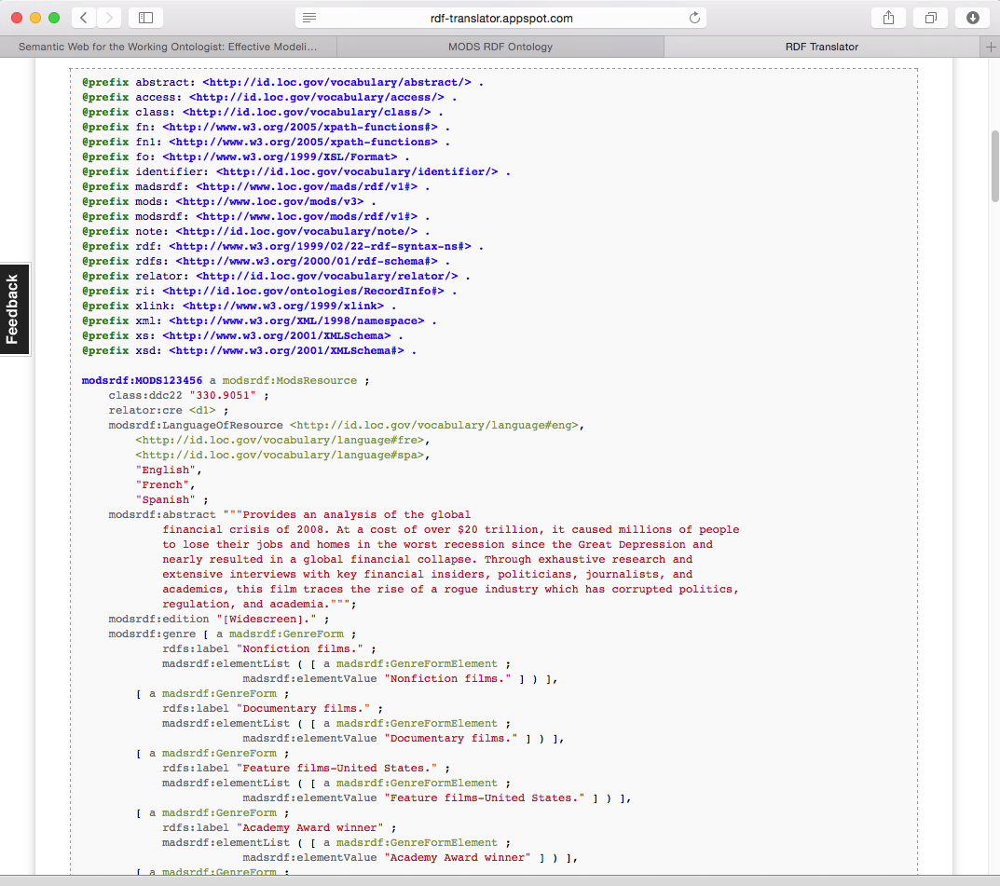 rdf-translator.appspot.com
Semantic Web for the Working Ontologist: Effective Modeli...
MODS RDF Ontology
RDF Translator
Feedback
@prefix abstract: <http://id.loc.gov/vocabulary/abstract/> .
@prefix access: <http://id.loc.gov/vocabulary/access/> .
@prefix class: <http://id.loc.gov/vocabulary/class/> .
@prefix fn: <http://www.w3.org/2005/xpath-functions#> .
@prefix fn1: <http://www.w3.org/2005/xpath-functions> .
@prefix fo: <http://www.w3.org/1999/XSL/Format> .
@prefix identifier: <http://id.loc.gov/vocabulary/identifier/> .
@prefix madsrdf: <http://www.loc.gov/mads/rdf/v1#> .
@prefix mods: <http://www.loc.gov/mods/v3> .
@prefix modsrdf: <http://www.loc.gov/mods/rdf/v1#> .
@prefix note: <http://id.loc.gov/vocabulary/note/> .
@prefix rdf: <http://www.w3.org/1999/02/22-rdf-syntax-ns#> .
@prefix rdfs: <http://www.w3.org/2000/01/rdf-schema#> .
@prefix relator: <http://id.loc.gov/vocabulary/relator/> .
@prefix ri: <http://id.loc.gov/ontologies/RecordInfo#> .
@prefix xlink: <http://www.w3.org/1999/xlink> .
@prefix xml: <http://www.w3.org/XML/1998/namespace> .
@prefix xs: <http://www.w3.org/2001/XMLSchema> .
@prefix xsd: <http://www.w3.org/2001/XMLSchema#> .
modsrdf:MODS123456 a modsrdf:ModsResource ;
class:ddc22 "330.9051" ;
relator:cre <d1> ;
modsrdf:LanguageOfResource <http://id.loc.gov/vocabulary/language#eng>,
<http://id.loc.gov/vocabulary/language#fre>,
<http://id.loc.gov/vocabulary/language#spa>,
"English",
"French",
"Spanish" ;
modsrdf:abstract """Provides an analysis of the global
financial crisis of 2008. At a cost of over $20 trillion, it caused millions of people
to lose their jobs and homes in the worst recession since the Great Depression and
nearly resulted in a global financial collapse. Through exhaustive research and
extensive interviews with key financial insiders, politicians, journalists, and
academics, this film traces the rise of a rogue industry which has corrupted politics,
regulation, and academia.""";
modsrdf:edition "[Widescreen]." ;
modsrdf:genre [ a madsrdf:GenreForm ;
rdfs:label "Nonfiction films." ;
madsrdf:elementList ( [ a madsrdf:GenreFormElement ;
madsrdf:elementValue "Nonfiction films." ] ) ],
[ a madsrdf:GenreForm ;
rdfs:label "Documentary films." ;
madsrdf:elementList ( [ a madsrdf:GenreFormElement ;
madsrdf:elementValue "Documentary films." ] ) ],
[ a madsrdf:GenreForm ;
rdfs:label "Feature films-United States." ;
madsrdf:elementList ( [ a madsrdf:GenreFormElement ;
madsrdf:elementValue "Feature films-United States." ] ) ],
[ a madsrdf:GenreForm ;
rdfs:label "Academy Award winner" ;
madsrdf:elementList ( [ a madsrdf:GenreFormElement ;
madsrdf:elementValue "Academy Award winner" ] ) ],
[ a madsrdf:GenreForm ;